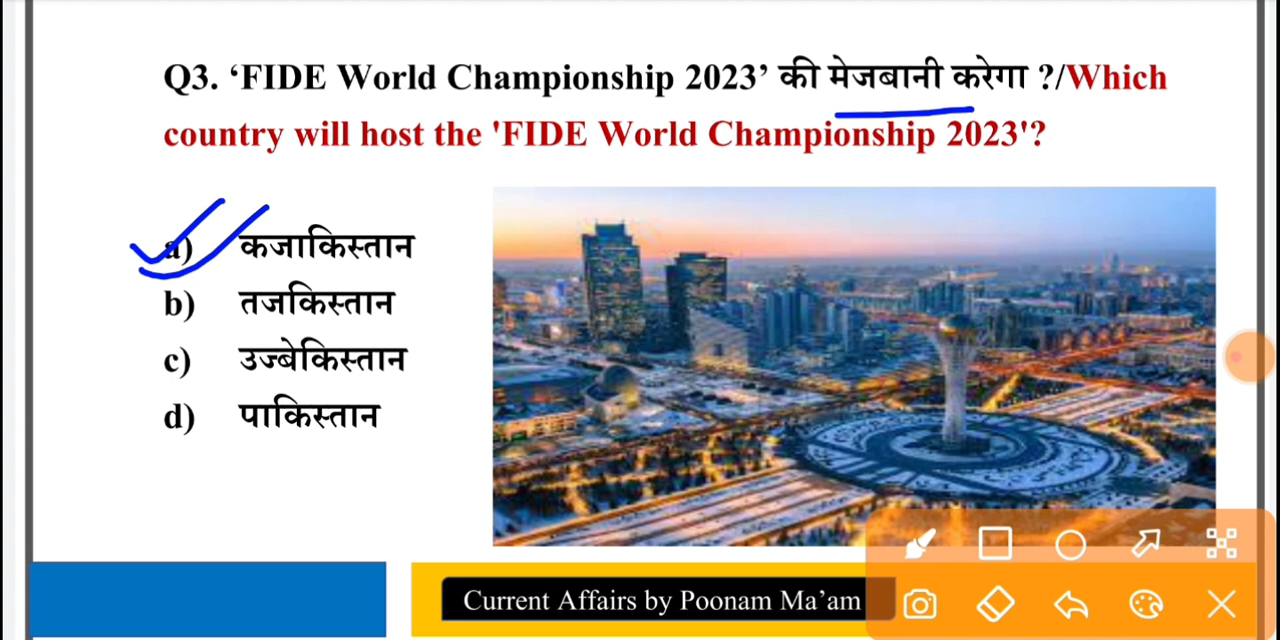 Q3. ‘FIDE World Championship 2023’ की मेजबानी करेगा ?/Which
country will host the 'FIDE World Championship 2023'?
a) कजाकिस्तान
b) तजकिस्तान
c) उज्बेकिस्तान
d) पाकिस्तान
Current Affairs by Poonam Ma’am